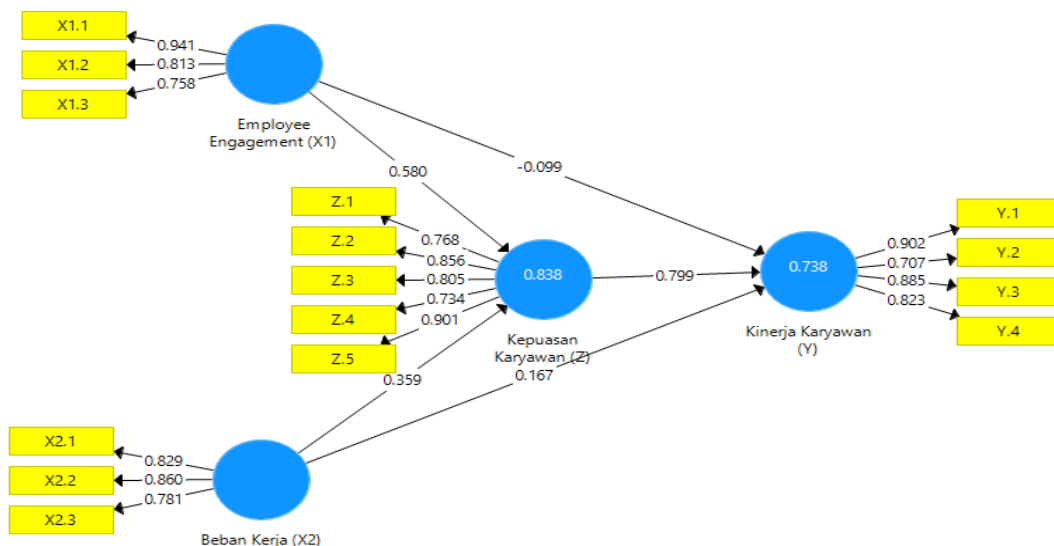 X1.1
0.941
X1.2
0.813
X1.3
0.758
Employee
Engagement (X1)
-0.099
0.580
Z.1
0.768
Z.2
0.856
Z.3
0.805
Z.4
0.734
Z.5
0.901
0.838
Kepuasan
Karyawan (Z)
0.799
0.738
Kinerja Karyawan
(Y)
Y.1
0.902
Y.2
0.707
Y.3
0.885
Y.4
0.823
0.359
0.167
X2.1
0.829
X2.2
0.860
X2.3
0.781
Beban Kerja (X2)